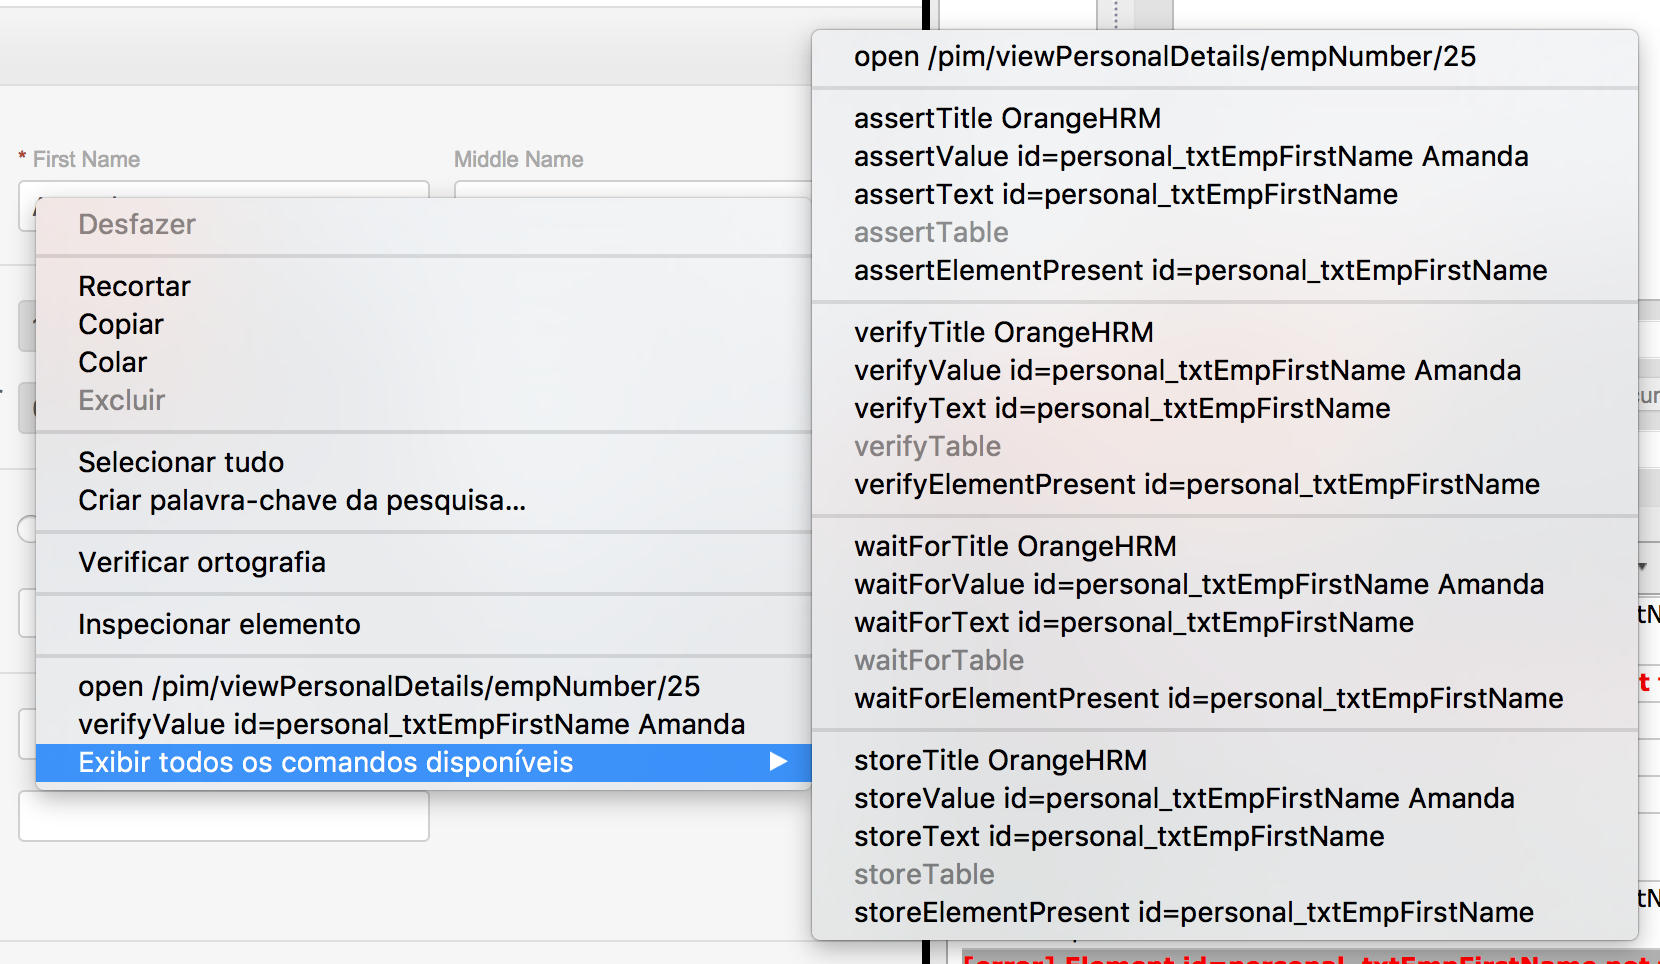 * First Name
Middle Name
Desfazer
Recortar
Copiar
Colar
Excluir
Selecionar tudo
Criar palavra-chave da pesquisa...
Verificar ortografia
Inspecionar elemento
open /pim/viewPersonalDetails/empNumber/25
verifyValue id=personal_txtEmpFirstName Amanda
Exibir todos os comandos disponíveis
open /pim/viewPersonalDetails/empNumber/25
assertTitle OrangeHRM
assertValue id=personal_txtEmpFirstName Amanda
assertText id=personal_txtEmpFirstName
assertTable
assertElementPresent id=personal_txtEmpFirstName
verifyTitle OrangeHRM
verifyValue id=personal_txtEmpFirstName Amanda
verifyText id=personal_txtEmpFirstName
verifyTable
verifyElementPresent id=personal_txtEmpFirstName
waitForTitle OrangeHRM
waitForValue id=personal_txtEmpFirstName Amanda
waitForText id=personal_txtEmpFirstName
waitForTable
waitForElementPresent id=personal_txtEmpFirstName
storeTitle OrangeHRM
storeValue id=personal_txtEmpFirstName Amanda
storeText id=personal_txtEmpFirstName
storeTable
storeElementPresent id=personal_txtEmpFirstName
[error] Element id=personal_txtEmpFirstName not